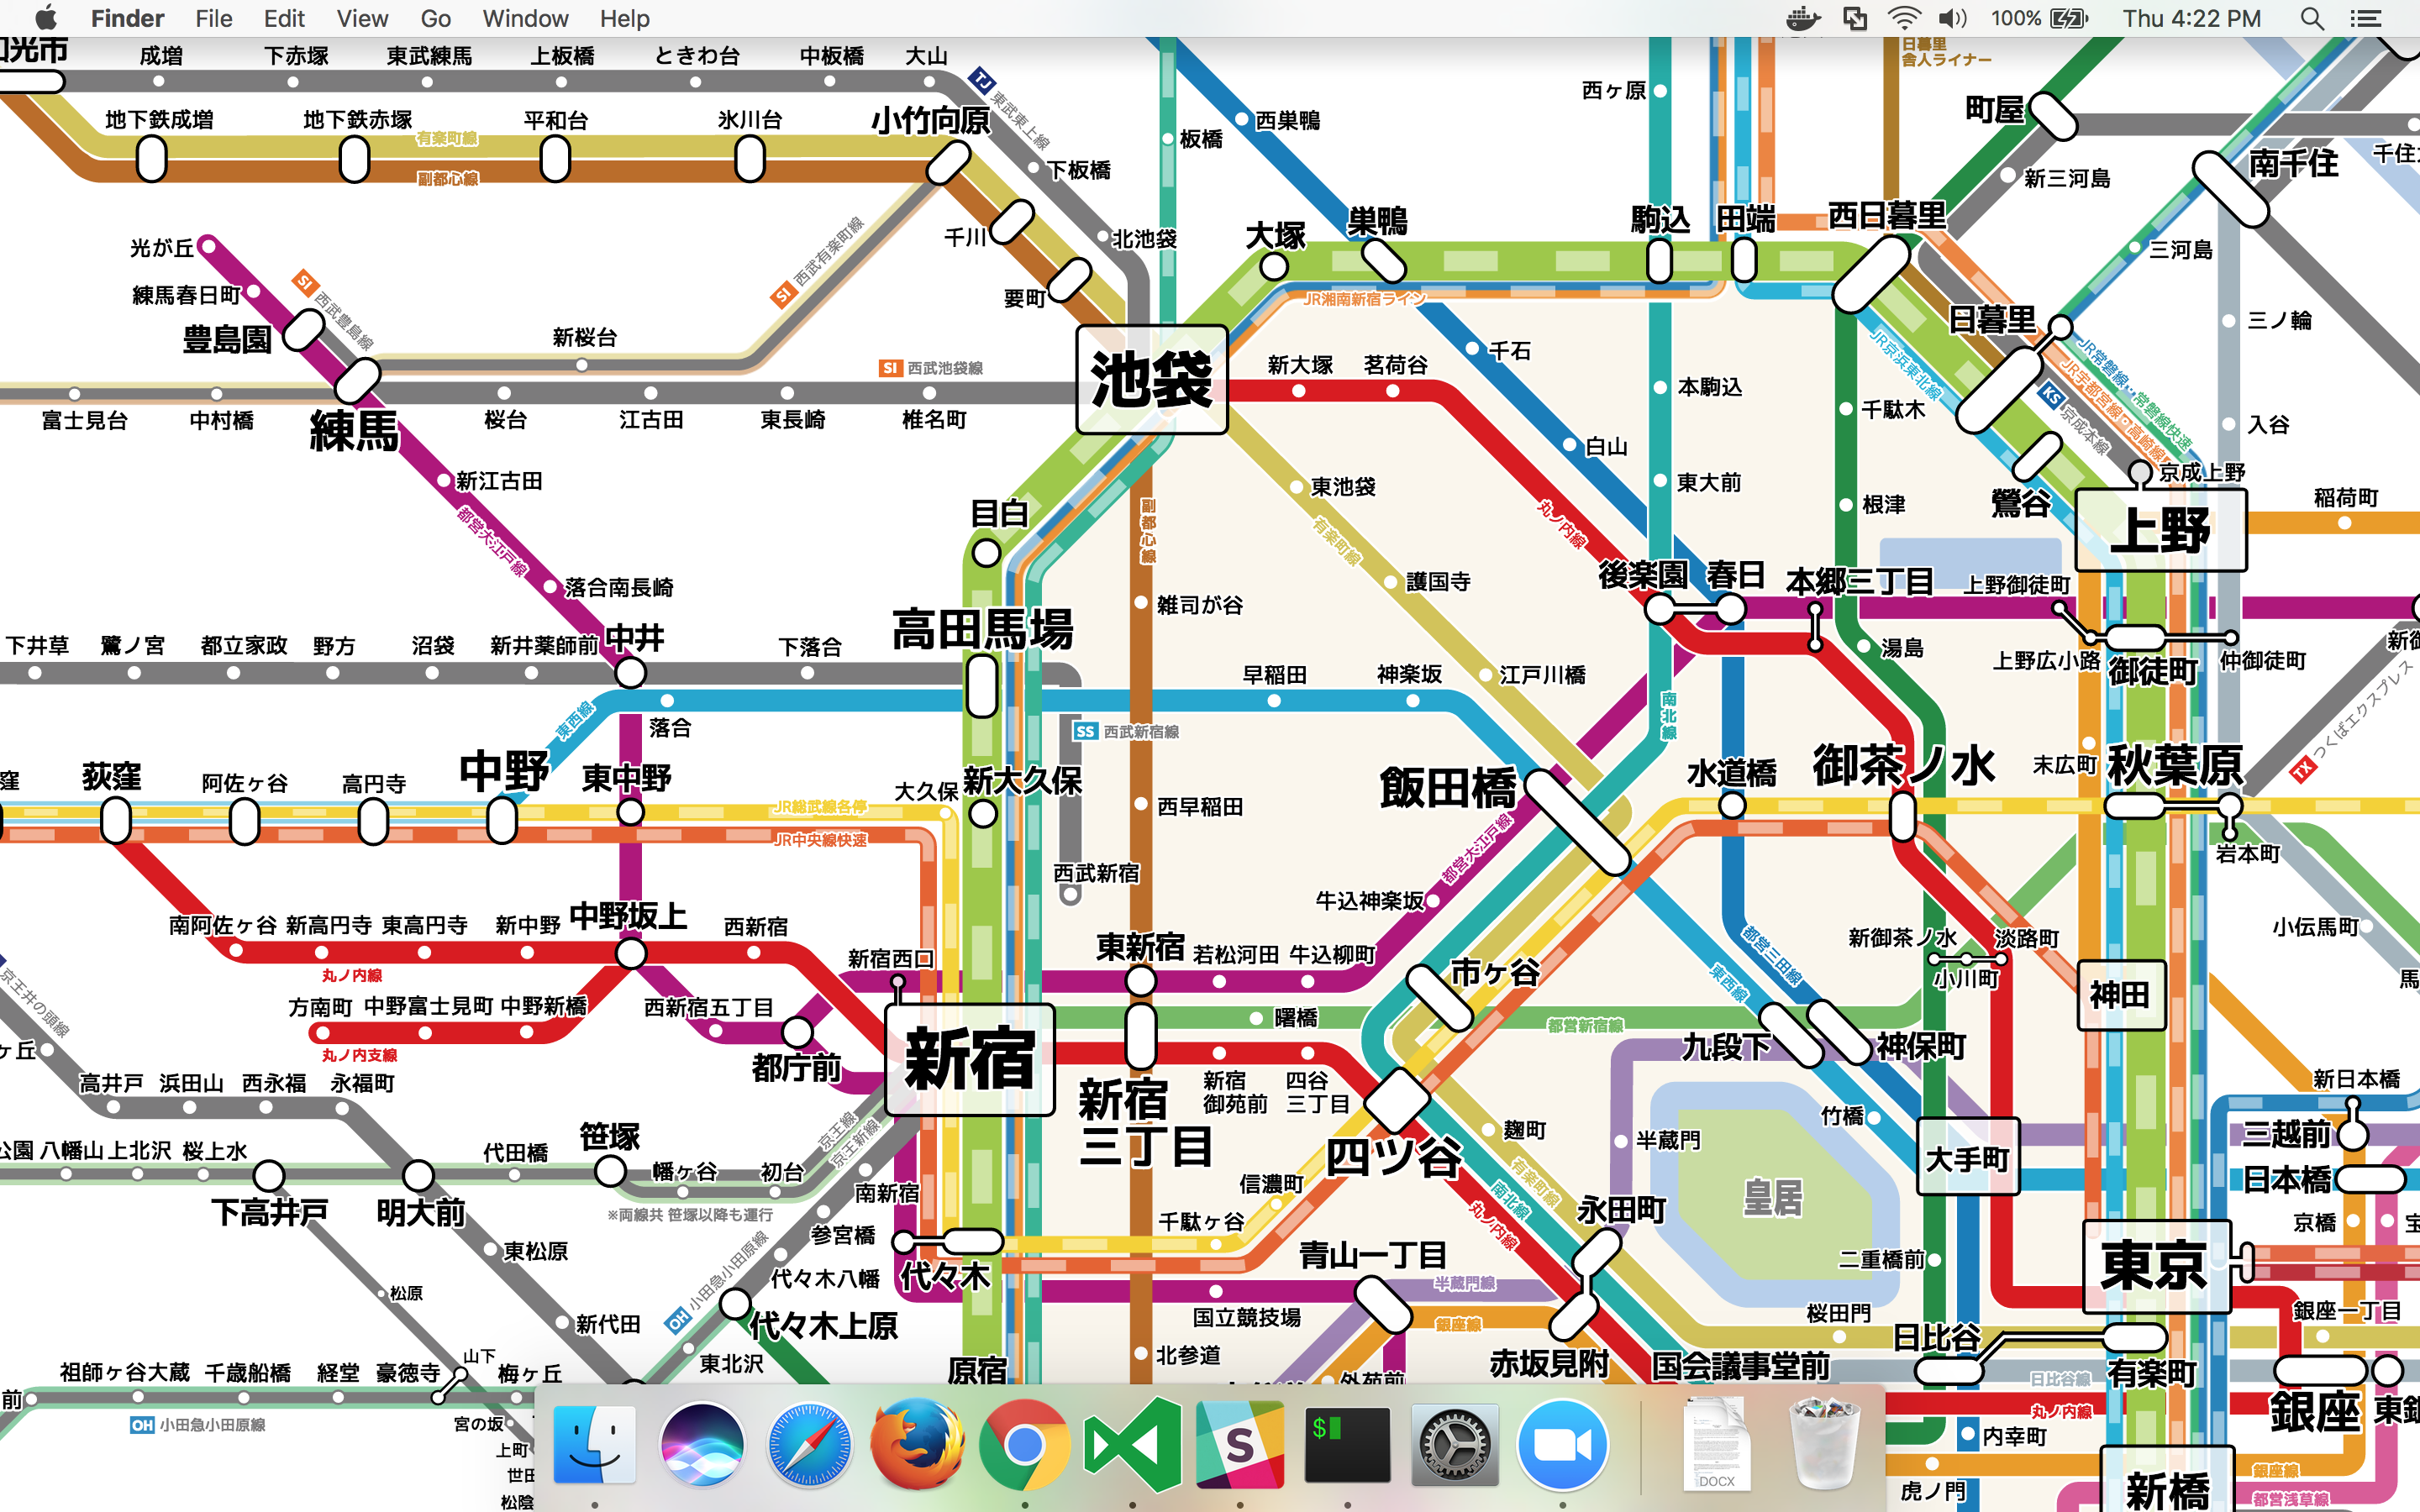 Finder File Edit View Go Window Help
100% Thu 4:22 PM
成増 下赤塚 東武練馬 上板橋 ときわ台 中板橋 大山
TJ 東武東上線
日暮里
舎人ライナー
西ヶ原
西巣鴨
板橋
町屋
地下鉄成増 地下鉄赤塚 平和台 氷川台 小竹向原
有楽町線
副都心線
下板橋
新三河島
南千住
光が丘
練馬春日町
豊島園
SI 西武豊島線
SI 西武有楽町線
千川
北池袋
要町
大塚 巣鴨 駒込 田端 西日暮里
三河島
JR湘南新宿ライン
日暮里
三ノ輪
新桜台
SI 西武池袋線
池袋
新大塚 茗荷谷
千石
本駒込
千駄木
JR京浜東北線
KS 京成本線
JR常磐線・常磐線快速
入谷
富士見台 中村橋 練馬 桜台 江古田 東長崎 椎名町
新江古田
都営大江戸線
目白
副都心線
東池袋
有楽町線
丸ノ内線
白山
東大前
根津
鶯谷
京成上野
上野
稲荷町
落合南長崎
雑司が谷
護国寺
後楽園 春日 本郷三丁目
上野御徒町
下井草 鷺ノ宮 都立家政 野方 沼袋 新井薬師前 中井
下落合
高田馬場
早稲田 神楽坂 江戸川橋
湯島
上野広小路 御徒町 仲御徒町
TX つくばエクスプレス
東西線
落合
SS 西武新宿線
南北線
荻窪 阿佐ヶ谷 高円寺 中野 東中野
大久保 新大久保
西早稲田
飯田橋
水道橋 御茶ノ水
末広町
秋葉原
JR総武線各停
JR中央線快速
岩本町
都営大江戸線
西武新宿
牛込神楽坂
小伝馬町
南阿佐ヶ谷 新高円寺 東高円寺 新中野 中野坂上 西新宿
丸ノ内線
新宿西口
東新宿 若松河田 牛込柳町
市ヶ谷
東西線
都営三田線
新御茶ノ水 淡路町
小川町
神田
京王井の頭線
方南町 中野富士見町 中野新橋
丸ノ内支線
西新宿五丁目
都庁前
新宿
曙橋
都営新宿線
九段下 神保町
高井戸 浜田山 西永福 永福町
新宿
三丁目
新宿
御苑前
四谷
三丁目
新日本橋
三越前
竹橋
半蔵門
麹町
大手町
八幡山 上北沢 桜上水
代田橋 笹塚
幡ヶ谷 初台
京王線
京王新線
※両線共 笹塚以降も運行
南新宿
参宮橋
四ツ谷
有楽町線
南北線
丸ノ内線
皇居
日本橋
下高井戸 明大前
東松原
小田急小田原線
OH
代々木八幡 代々木
信濃町
千駄ヶ谷
永田町
青山一丁目
二重橋前
東京
京橋
松原
新代田
代々木上原
国立競技場
半蔵門線
銀座線
桜田門
日比谷
有楽町
銀座一丁目
東北沢
北参道
赤坂見附 国会議事堂前
日比谷線
丸ノ内線
祖師ヶ谷大蔵 千歳船橋 経堂 豪徳寺 山下 梅ヶ丘
OH 小田急小田原線
宮の坂
上町
原宿
外苑前
銀座
内幸町
虎ノ門
新橋
銀座線
都営浅草線
S
$
DOCX